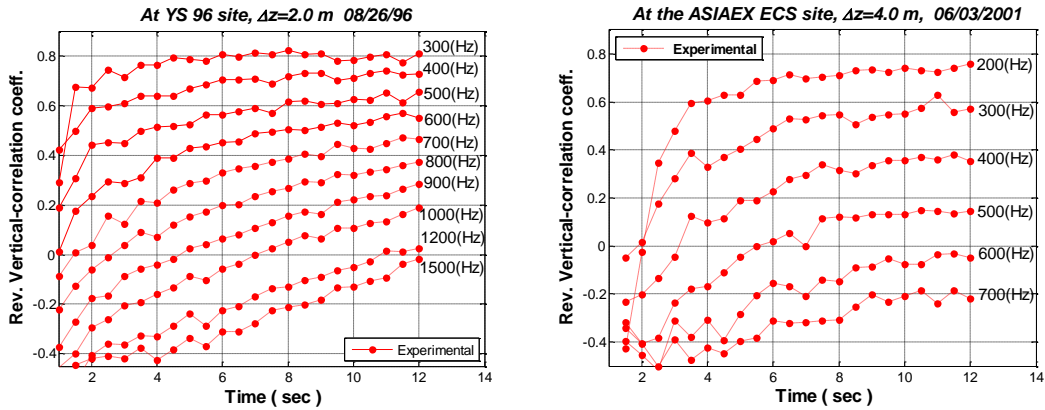 At YS 96 site, Δz=2.0 m 08/26/96
Rev. Vertical-correlation coeff.
0.8
0.6
0.4
0.2
0
-0.2
-0.4
300(Hz)
400(Hz)
500(Hz)
600(Hz)
700(Hz)
800(Hz)
900(Hz)
1000(Hz)
1200(Hz)
1500(Hz)
Experimental
2 4 6 8 10 12 14
Time ( sec )
At the ASIAEX ECS site, Δz=4.0 m, 06/03/2001
Rev. Vertical-correlation coeff.
0.8
0.6
0.4
0.2
0
-0.2
-0.4
Experimental
200(Hz)
300(Hz)
400(Hz)
500(Hz)
600(Hz)
700(Hz)
2 4 6 8 10 12 14
Time ( sec )